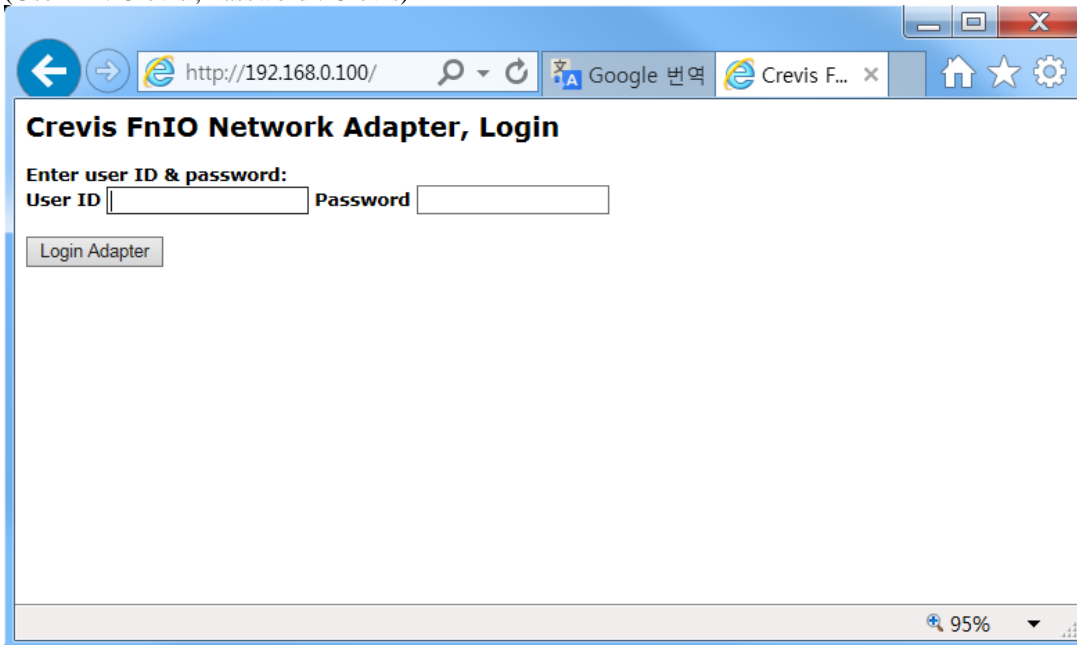 http://192.168.0.100/
Google 번역
Crevis F...
Crevis FnIO Network Adapter, Login
Enter user ID & password:
User ID Password
Login Adapter
95%